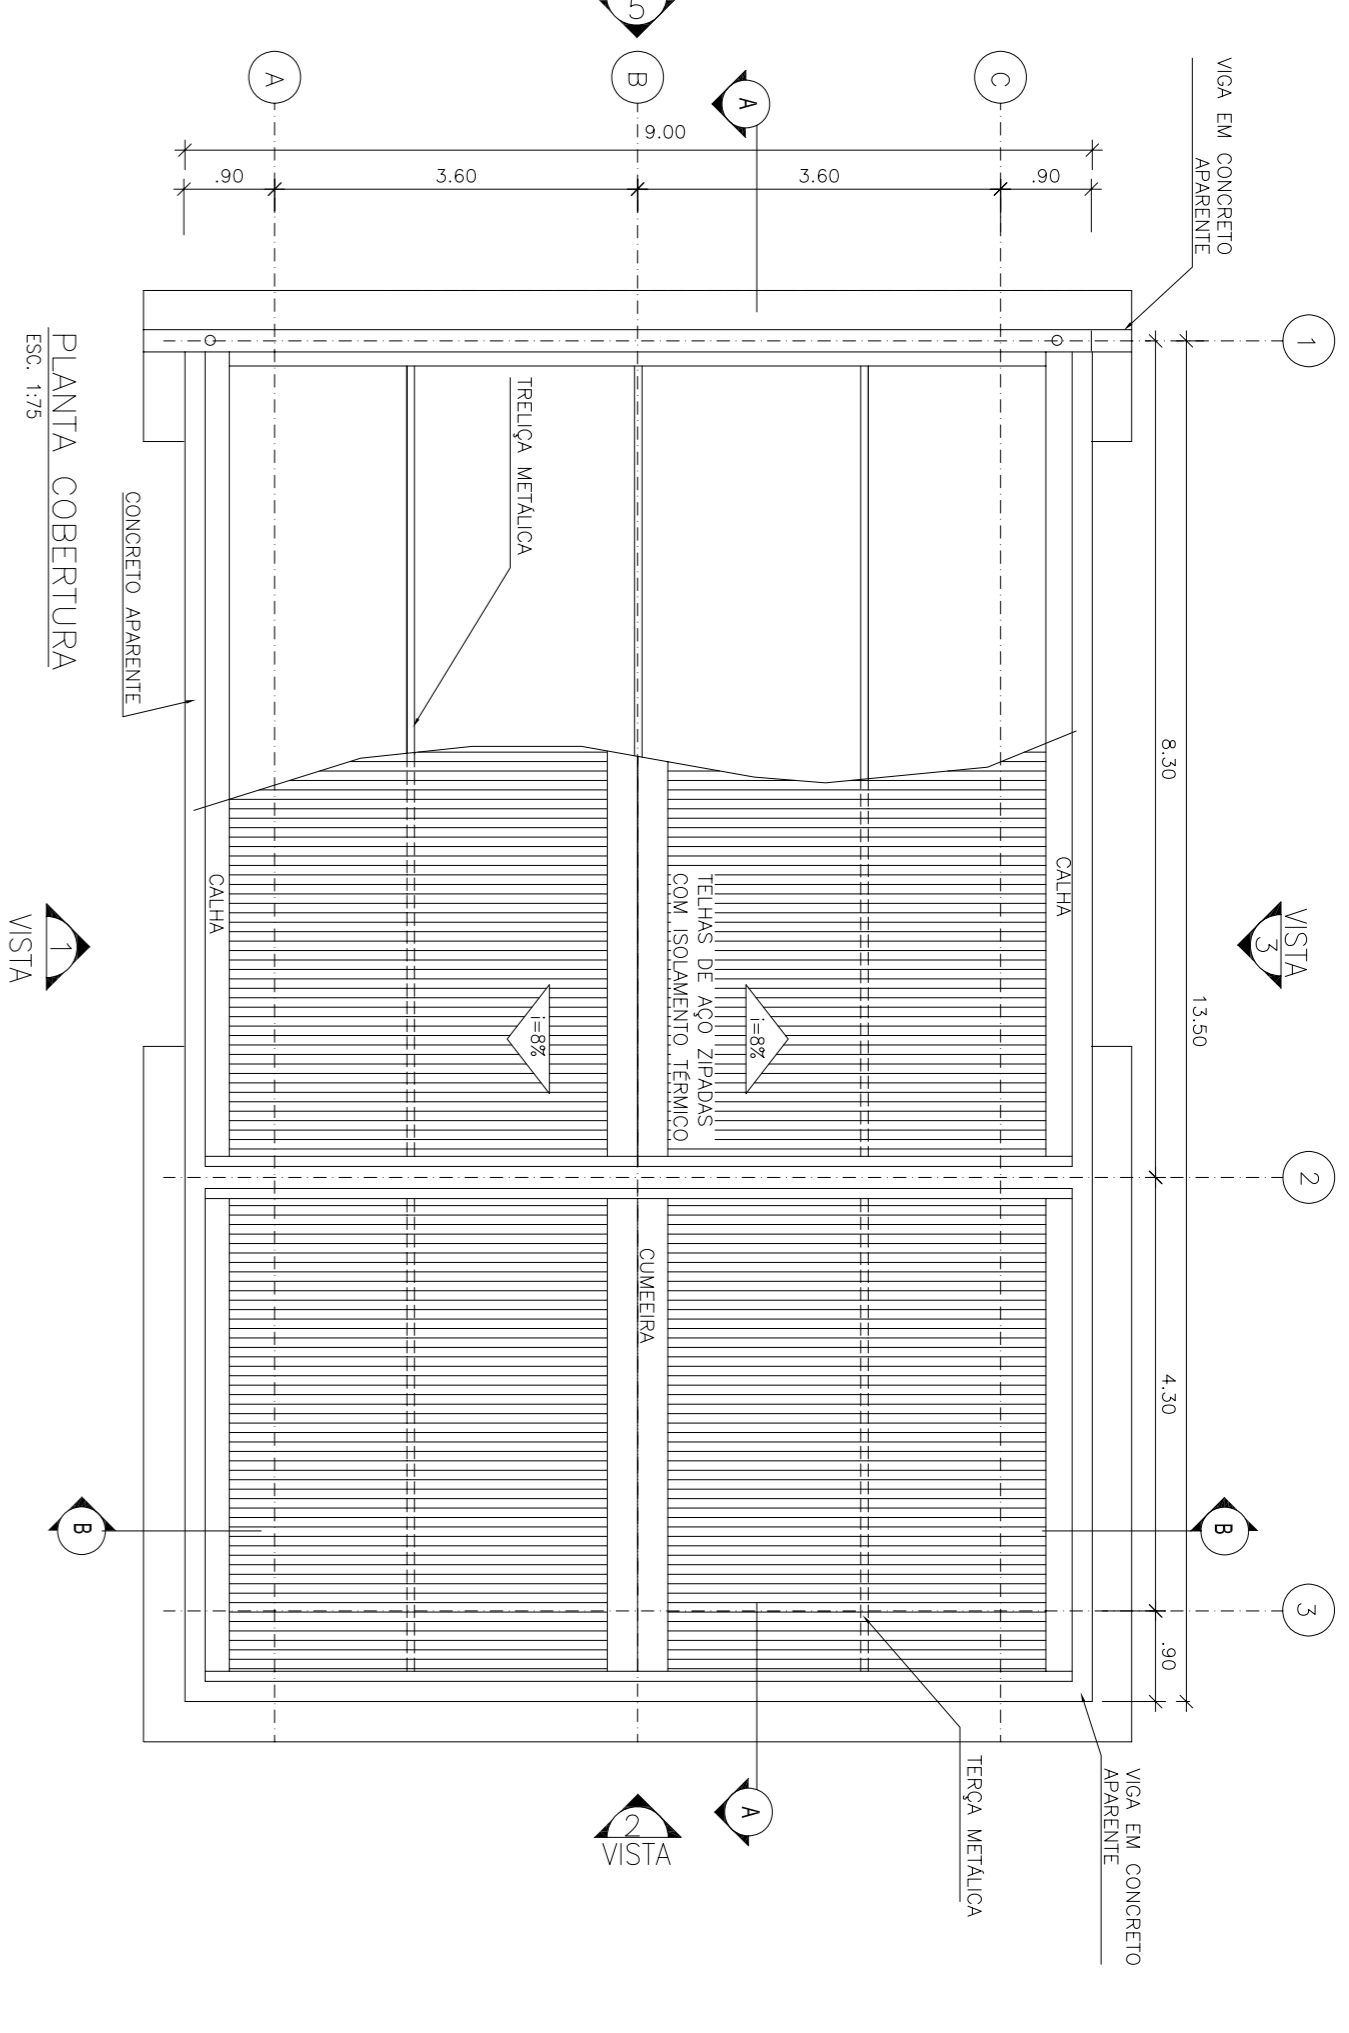 5
A
B
C
A
VIGA EM CONCRETO
APARENTE
9.00
.90
3.60
3.60
.90
1
PLANTA COBERTURA
ESC. 1:75
CONCRETO APARENTE
TRELIÇA METÁLICA
8.30
13.50
CALHA
CALHA
TELHAS DE AÇO ZIPADAS
COM ISOLAMENTO TÉRMICO
i=8%
i=8%
1
VISTA
VISTA
3
2
CUMEEIRA
4.30
B
B
3
.90
2
VISTA
A
TERÇA METÁLICA
VIGA EM CONCRETO
APARENTE